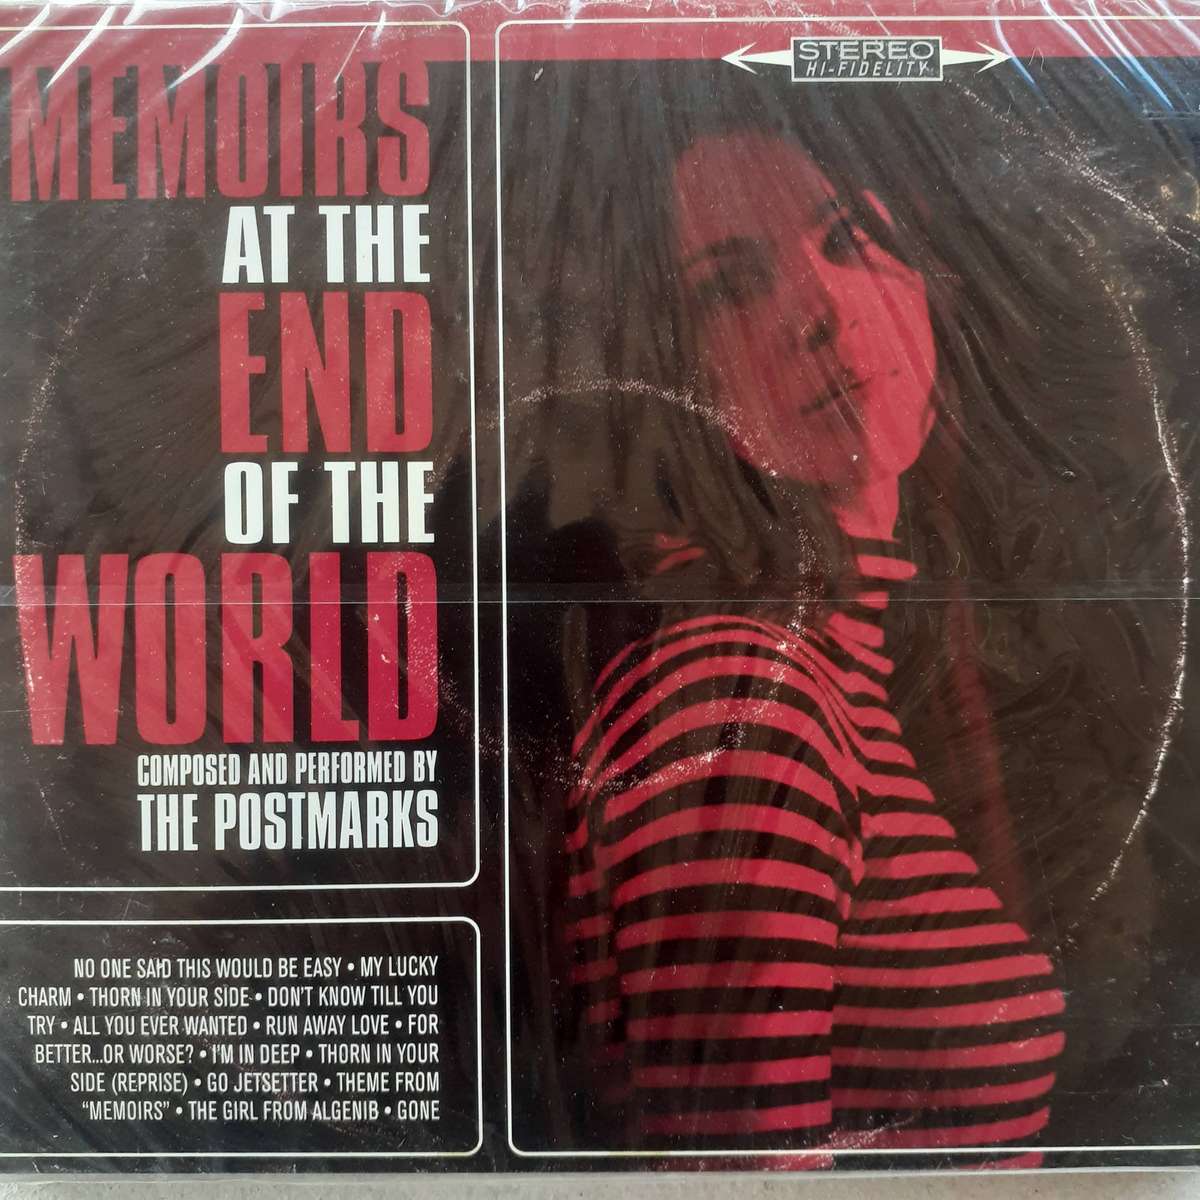 STEREO
HI-FIDELITY
MEMOIRS
AT THE
END
OF THE
WORLD
COMPOSED AND PERFORMED BY
THE POSTMARKS
NO ONE SAID THIS WOULD BE EASY • MY LUCKY
CHARM • THORN IN YOUR SIDE • DON'T KNOW TILL YOU
TRY • ALL YOU EVER WANTED • RUN AWAY LOVE • FOR
BETTER...OR WORSE? • I'M IN DEEP • THORN IN YOUR
SIDE (REPRISE) • GO JETSETTER • THEME FROM
“MEMOIRS” • THE GIRL FROM ALGENIB • GONE